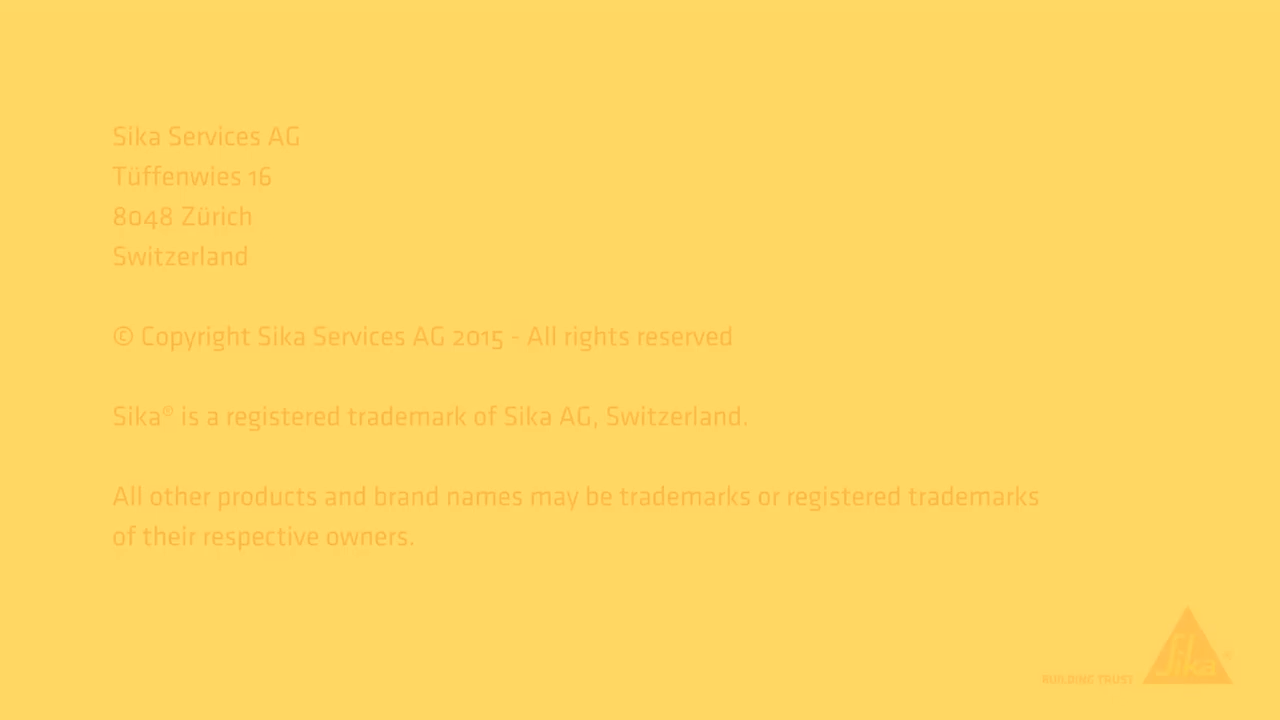 Sika Services AG
Tüffenwies 16
8048 Zürich
Switzerland
© Copyright Sika Services AG 2015 - All rights reserved
Sika® is a registered trademark of Sika AG, Switzerland.
All other products and brand names may be trademarks or registered trademarks
of their respective owners.
BUILDING TRUST
Sika®